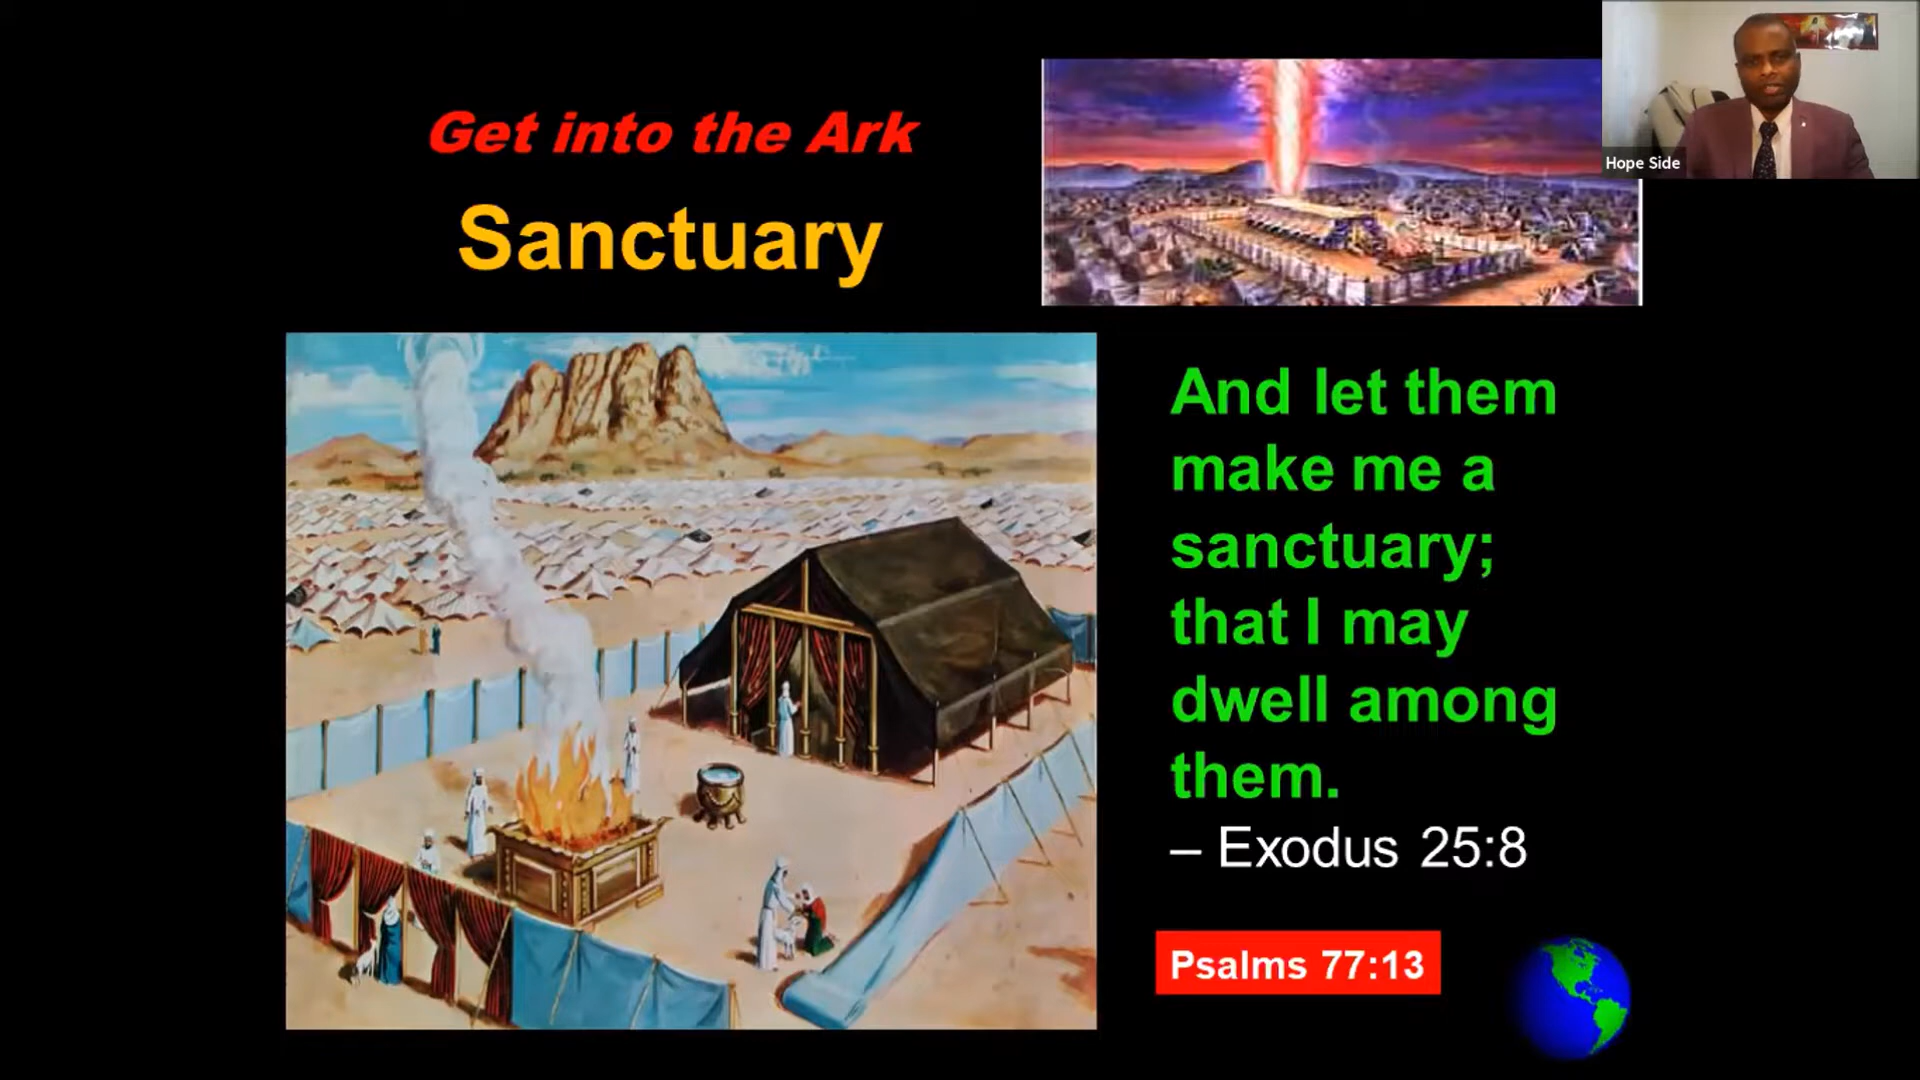 Get into the Ark
Sanctuary
Hope Side
And let them
make me a
sanctuary;
that I may
dwell among
them.
– Exodus 25:8
Psalms 77:13